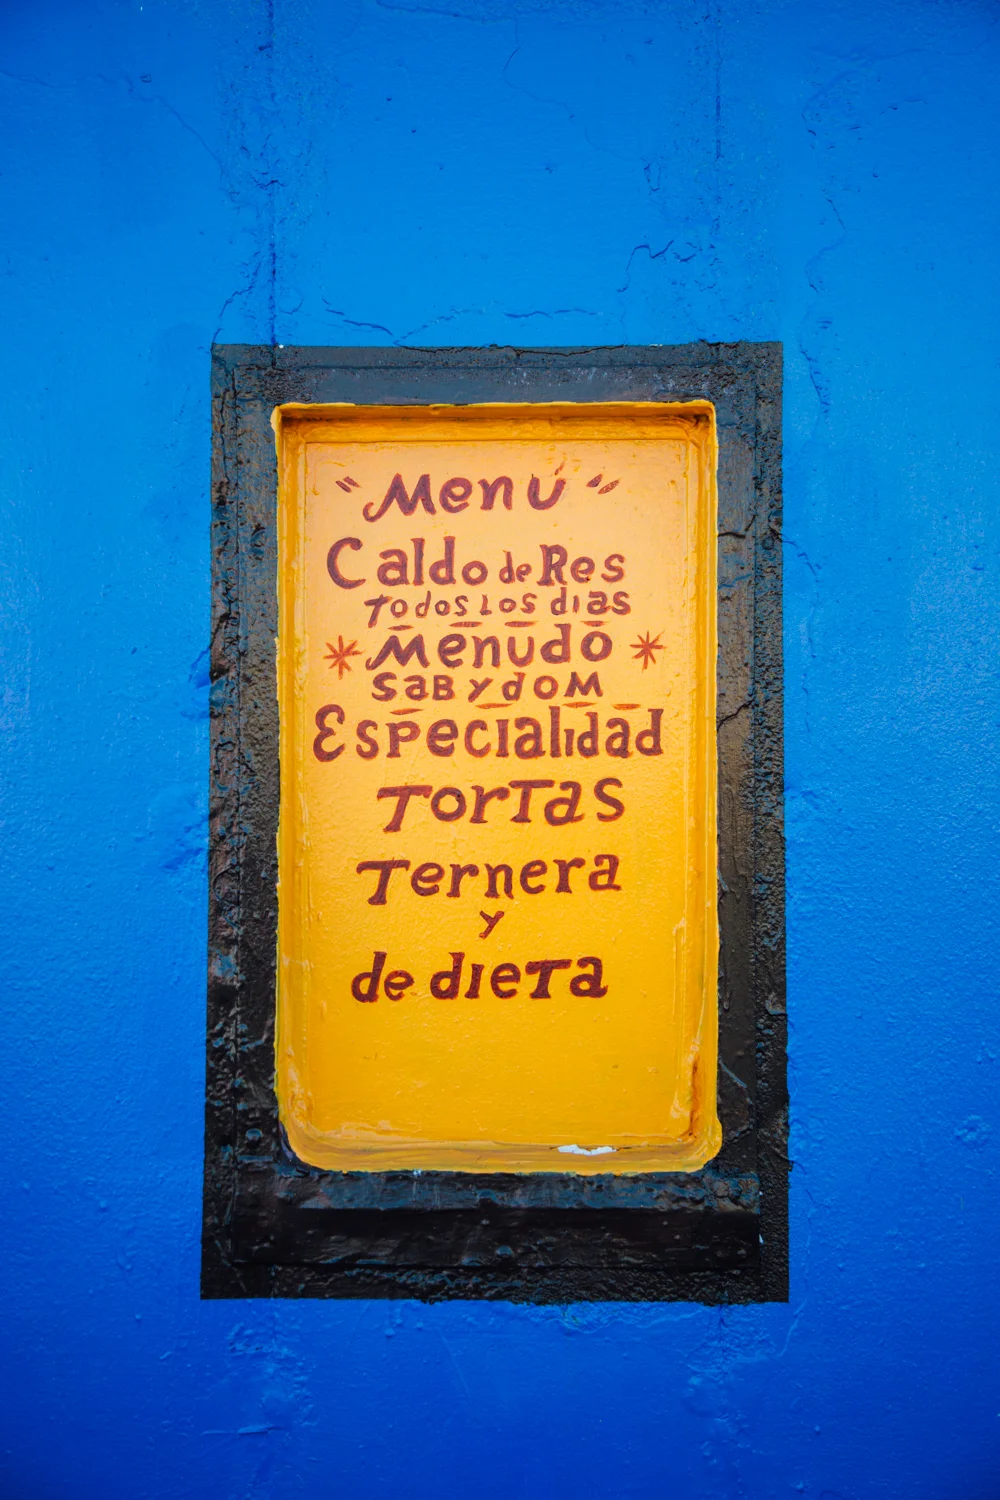 "Menú"
Caldo de Res
Todos los dias
* Menudo *
SAB y dOM
Especialidad
Tortas
Ternera
y
de dieta